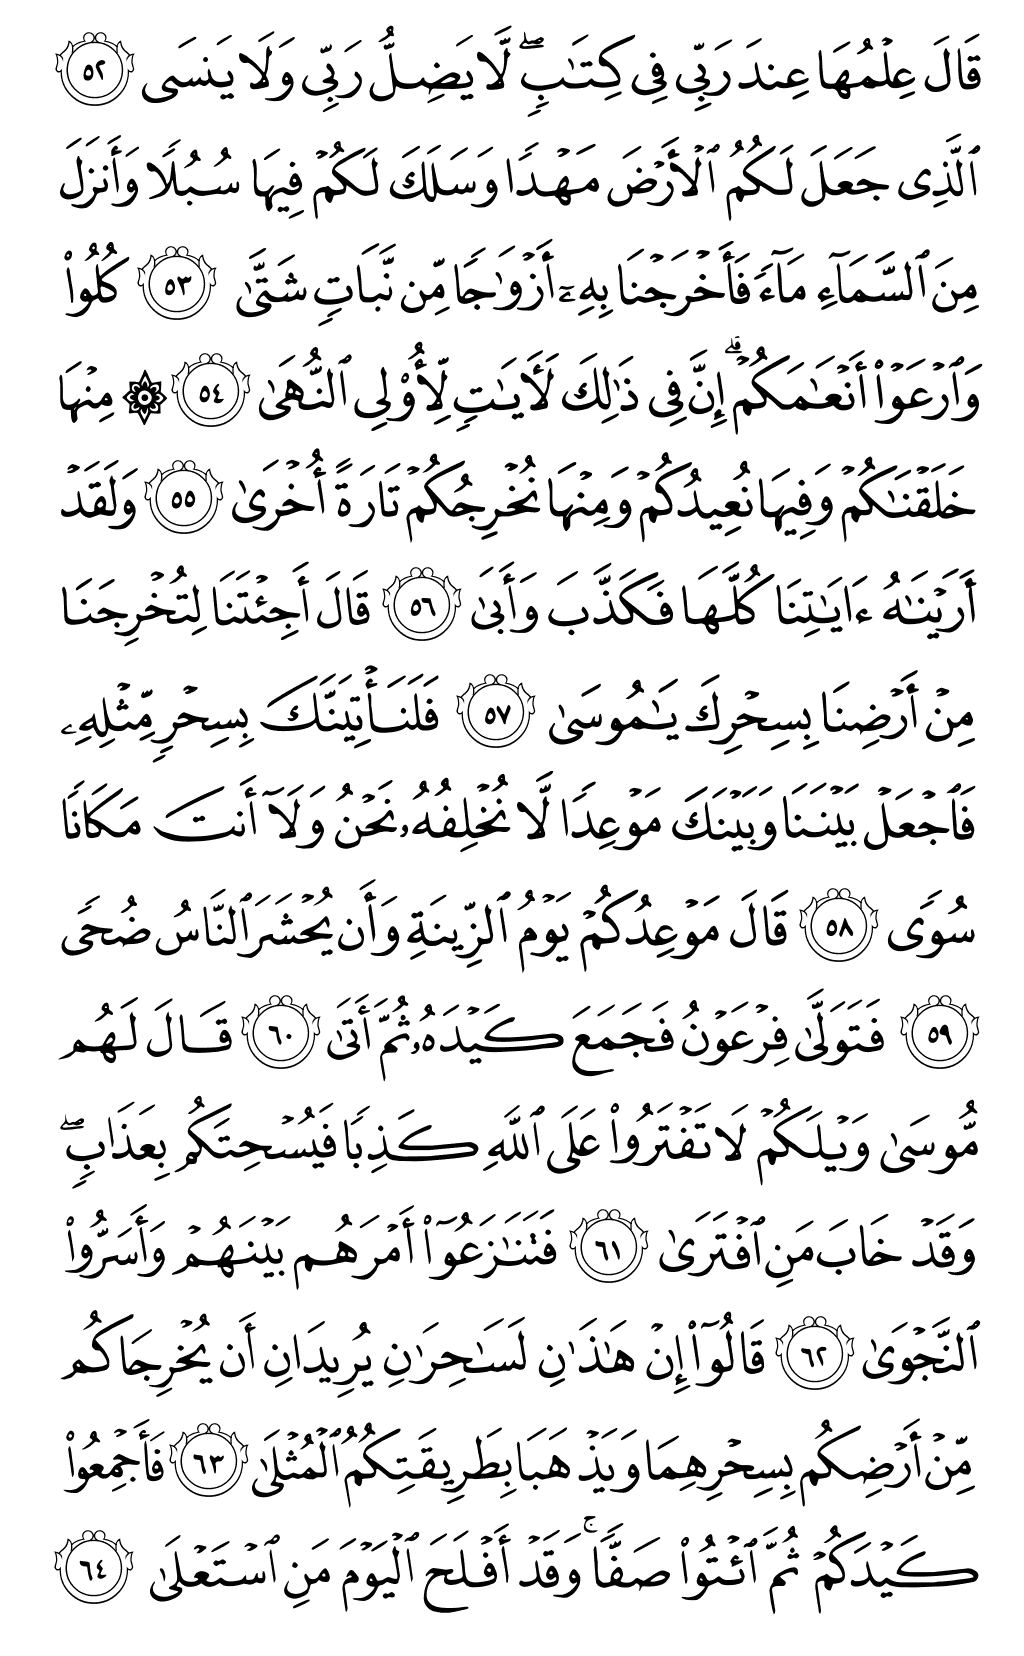 قَالَ عِلْمُهَا عِندَ رَبِّى فِى كِتَٰبٍۢ ۖ لَّا يَضِلُّ رَبِّى وَلَا يَنسَى ٥٢
ٱلَّذِى جَعَلَ لَكُمُ ٱلْأَرْضَ مَهْدًا وَسَلَكَ لَكُمْ فِيهَا سُبُلًا وَأَنزَلَ
مِنَ ٱلسَّمَآءِ مَآءً فَأَخْرَجْنَا بِهِۦٓ أَزْوَٰجًا مِّن نَّبَاتٍ شَتَّىٰ ٥٣ كُلُوا۟
وَٱرْعَوْا۟ أَنْعَٰمَكُمْ ۗ إِنَّ فِى ذَٰلِكَ لَـَٔايَٰتٍ لِّأُو۟لِى ٱلنُّهَىٰ ٥٤ ۞ مِنْهَا
خَلَقْنَٰكُمْ وَفِيهَا نُعِيدُكُمْ وَمِنْهَا نُخْرِجُكُمْ تَارَةً أُخْرَىٰ ٥٥ وَلَقَدْ
أَرَيْنَٰهُ ءَايَٰتِنَا كُلَّهَا فَكَذَّبَ وَأَبَىٰ ٥٦ قَالَ أَجِئْتَنَا لِتُخْرِجَنَا
مِنْ أَرْضِنَا بِسِحْرِكَ يَٰمُوسَىٰ ٥٧ فَلَنَأْتِيَنَّكَ بِسِحْرٍ مِّثْلِهِۦ
فَٱجْعَلْ بَيْنَنَا وَبَيْنَكَ مَوْعِدًا لَّا نُخْلِفُهُۥ نَحْنُ وَلَآ أَنتَ مَكَانًا
سُوًى ٥٨ قَالَ مَوْعِدُكُمْ يَوْمُ ٱلزِّينَةِ وَأَن يُحْشَرَ ٱلنَّاسُ ضُحًى
٥٩ فَتَوَلَّىٰ فِرْعَوْنُ فَجَمَعَ كَيْدَهُۥ ثُمَّ أَتَىٰ ٦٠ قَالَ لَهُم
مُّوسَىٰ وَيْلَكُمْ لَا تَفْتَرُوا۟ عَلَى ٱللَّهِ كَذِبًا فَيُسْحِتَكُم بِعَذَابٍۢ ۖ
وَقَدْ خَابَ مَنِ ٱفْتَرَىٰ ٦١ فَتَنَٰزَعُوٓا۟ أَمْرَهُم بَيْنَهُمْ وَأَسَرُّوا۟
ٱلنَّجْوَىٰ ٦٢ قَالُوٓا۟ إِنْ هَٰذَٰنِ لَسَٰحِرَٰنِ يُرِيدَانِ أَن يُخْرِجَاكُم
مِّنْ أَرْضِكُم بِسِحْرِهِمَا وَيَذْهَبَا بِطَرِيقَتِكُمُ ٱلْمُثْلَىٰ ٦٣ فَأَجْمِعُوا۟
كَيْدَكُمْ ثُمَّ ٱئْتُوا۟ صَفًّا ۚ وَقَدْ أَفْلَحَ ٱلْيَوْمَ مَنِ ٱسْتَعْلَىٰ ٦٤